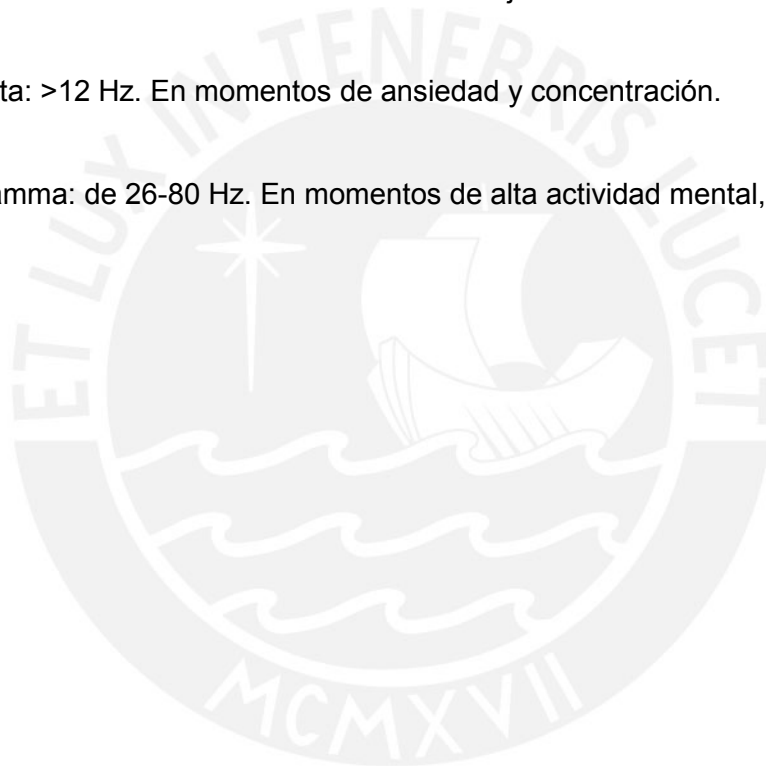 ta: >12 Hz. En momentos de ansiedad y concentración.
amma: de 26-80 Hz. En momentos de alta actividad mental,
ET LUX IN TENEBRIS LUCET
MCMXVII